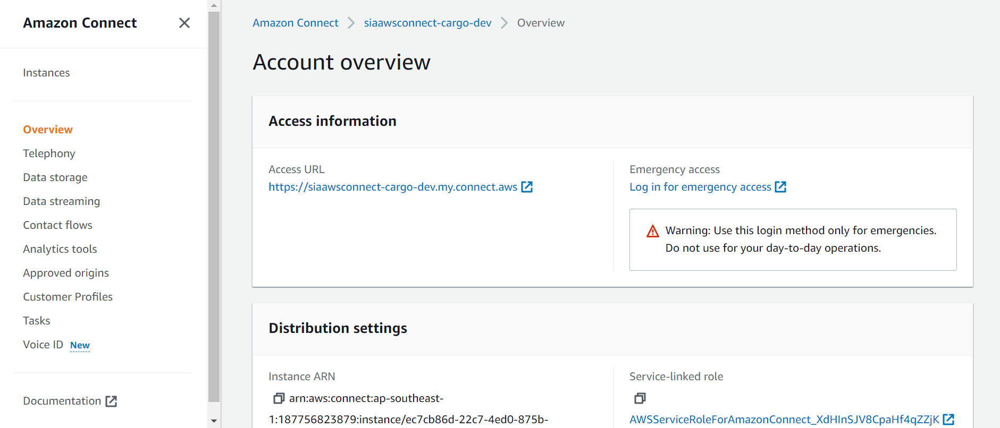 Amazon Connect
Instances
Overview
Telephony
Data storage
Data streaming
Contact flows
Analytics tools
Approved origins
Customer Profiles
Tasks
Voice ID New
Documentation
Amazon Connect > siaawsconnect-cargo-dev > Overview
Account overview
Access information
Access URL
https://siaawsconnect-cargo-dev.my.connect.aws
Emergency access
Log in for emergency access
Warning: Use this login method only for emergencies.
Do not use for your day-to-day operations.
Distribution settings
Instance ARN
arn:aws:connect:ap-southeast-
1:187756823879:instance/ec7cb86d-22c7-4ed0-875b-
Service-linked role
AWSServiceRoleForAmazonConnect_XdHInSJV8CpaHf4qZZjK